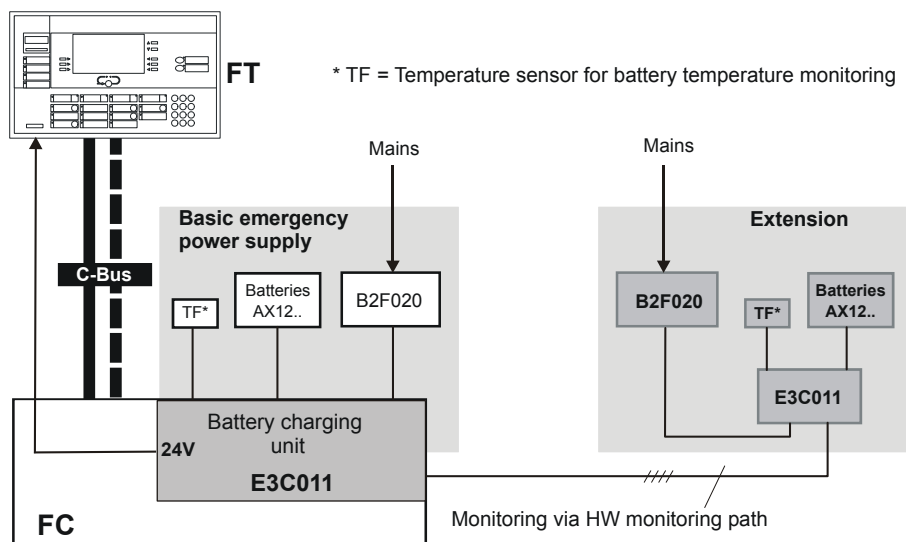 FT
* TF = Temperature sensor for battery temperature monitoring
Mains
Mains
Basic emergency
power supply
Extension
C-Bus
TF*
Batteries
AX12..
B2F020
B2F020
TF*
Batteries
AX12..
E3C011
Battery charging
unit
24V
E3C011
FC
Monitoring via HW monitoring path